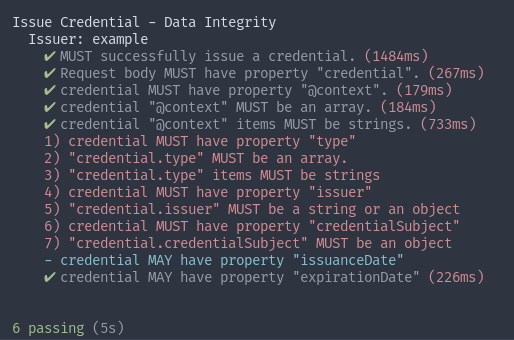 Issue Credential - Data Integrity
Issuer: example
✔ MUST successfully issue a credential. (1484ms)
✔ Request body MUST have property "credential". (267ms)
✔ credential MUST have property "@context". (179ms)
✔ credential "@context" MUST be an array. (184ms)
✔ credential "@context" items MUST be strings. (733ms)
1) credential MUST have property "type"
2) "credential.type" MUST be an array.
3) "credential.type" items MUST be strings
4) credential MUST have property "issuer"
5) "credential.issuer" MUST be a string or an object
6) credential MUST have property "credentialSubject"
7) "credential.credentialSubject" MUST be an object
- credential MAY have property "issuanceDate"
✔ credential MAY have property "expirationDate" (226ms)
6 passing (5s)